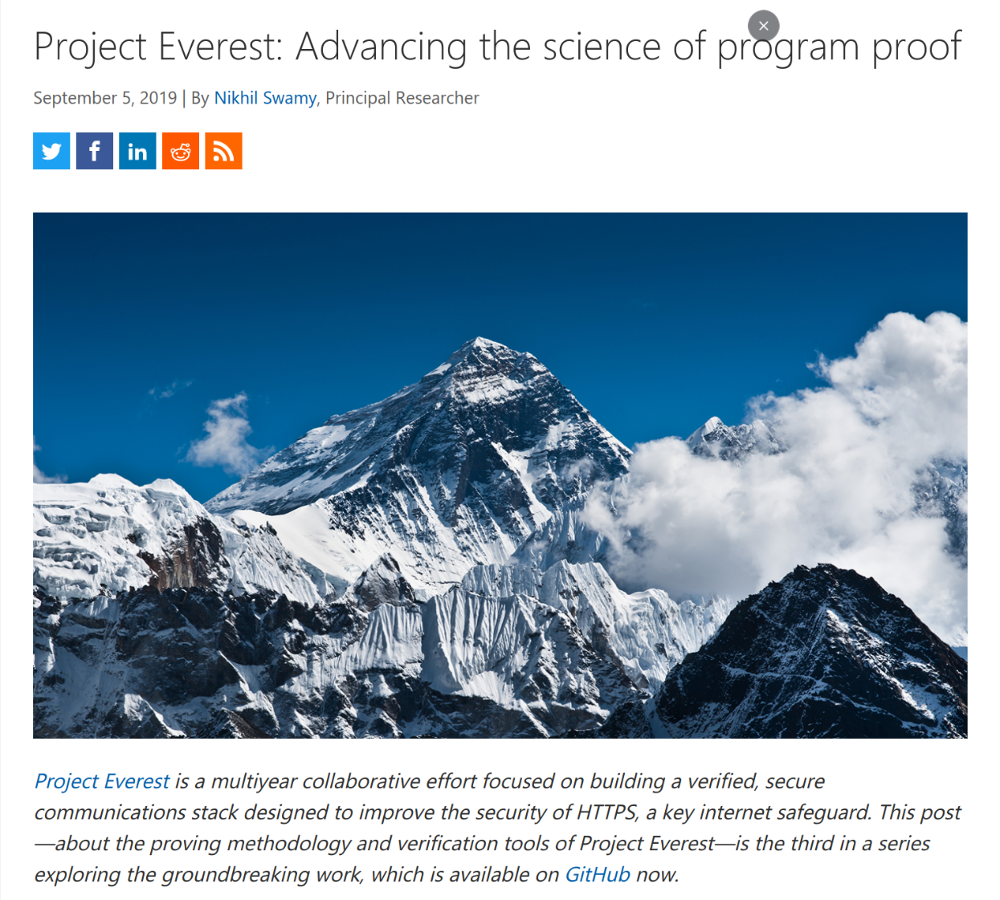 Project Everest: Advancing the science of program proof
September 5, 2019 | By Nikhil Swamy, Principal Researcher
Project Everest is a multiyear collaborative effort focused on building a verified, secure
communications stack designed to improve the security of HTTPS, a key internet safeguard. This post
—about the proving methodology and verification tools of Project Everest—is the third in a series
exploring the groundbreaking work, which is available on GitHub now.